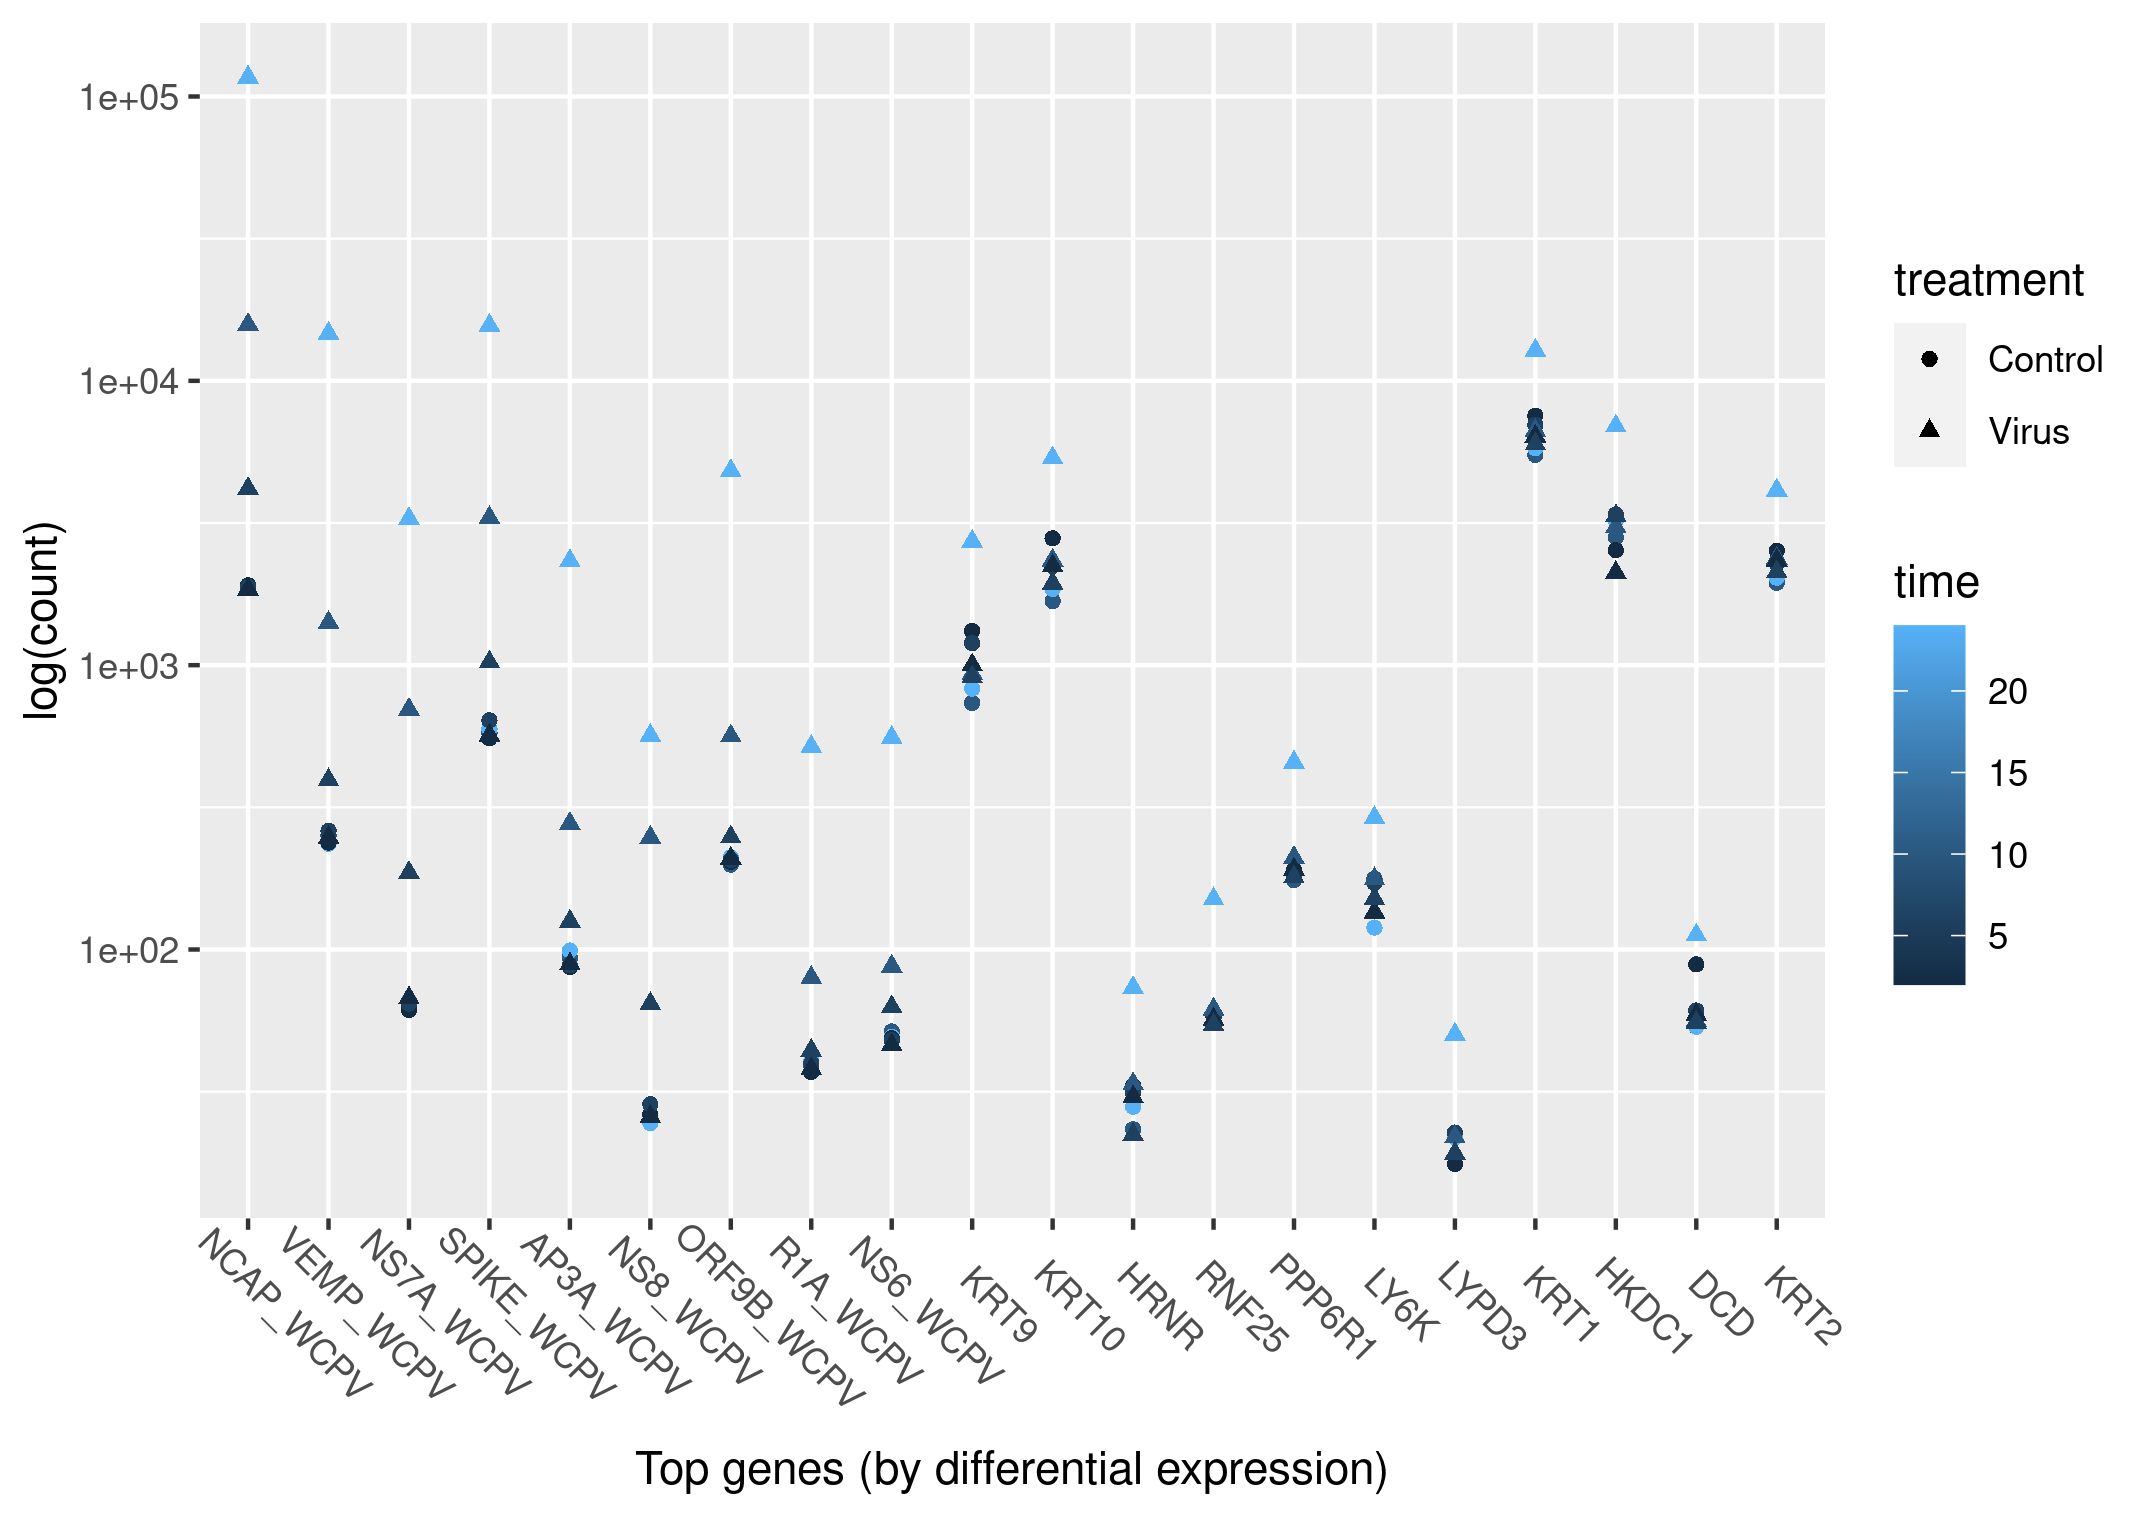 1e+05
1e+04
1e+03
1e+02
log(count)
NCAP_WCPV
VEMP_WCPV
NS7A_WCPV
SPIKE_WCPV
AP3A_WCPV
NS8_WCPV
ORF9B_WCPV
R1A_WCPV
NS6_WCPV
KRT9
KRT10
HRNR
RNF25
PPP6R1
LY6K
LYPD3
KRT1
HKDC1
DCD
KRT2
Top genes (by differential expression)
treatment
Control
Virus
time
20
15
10
5